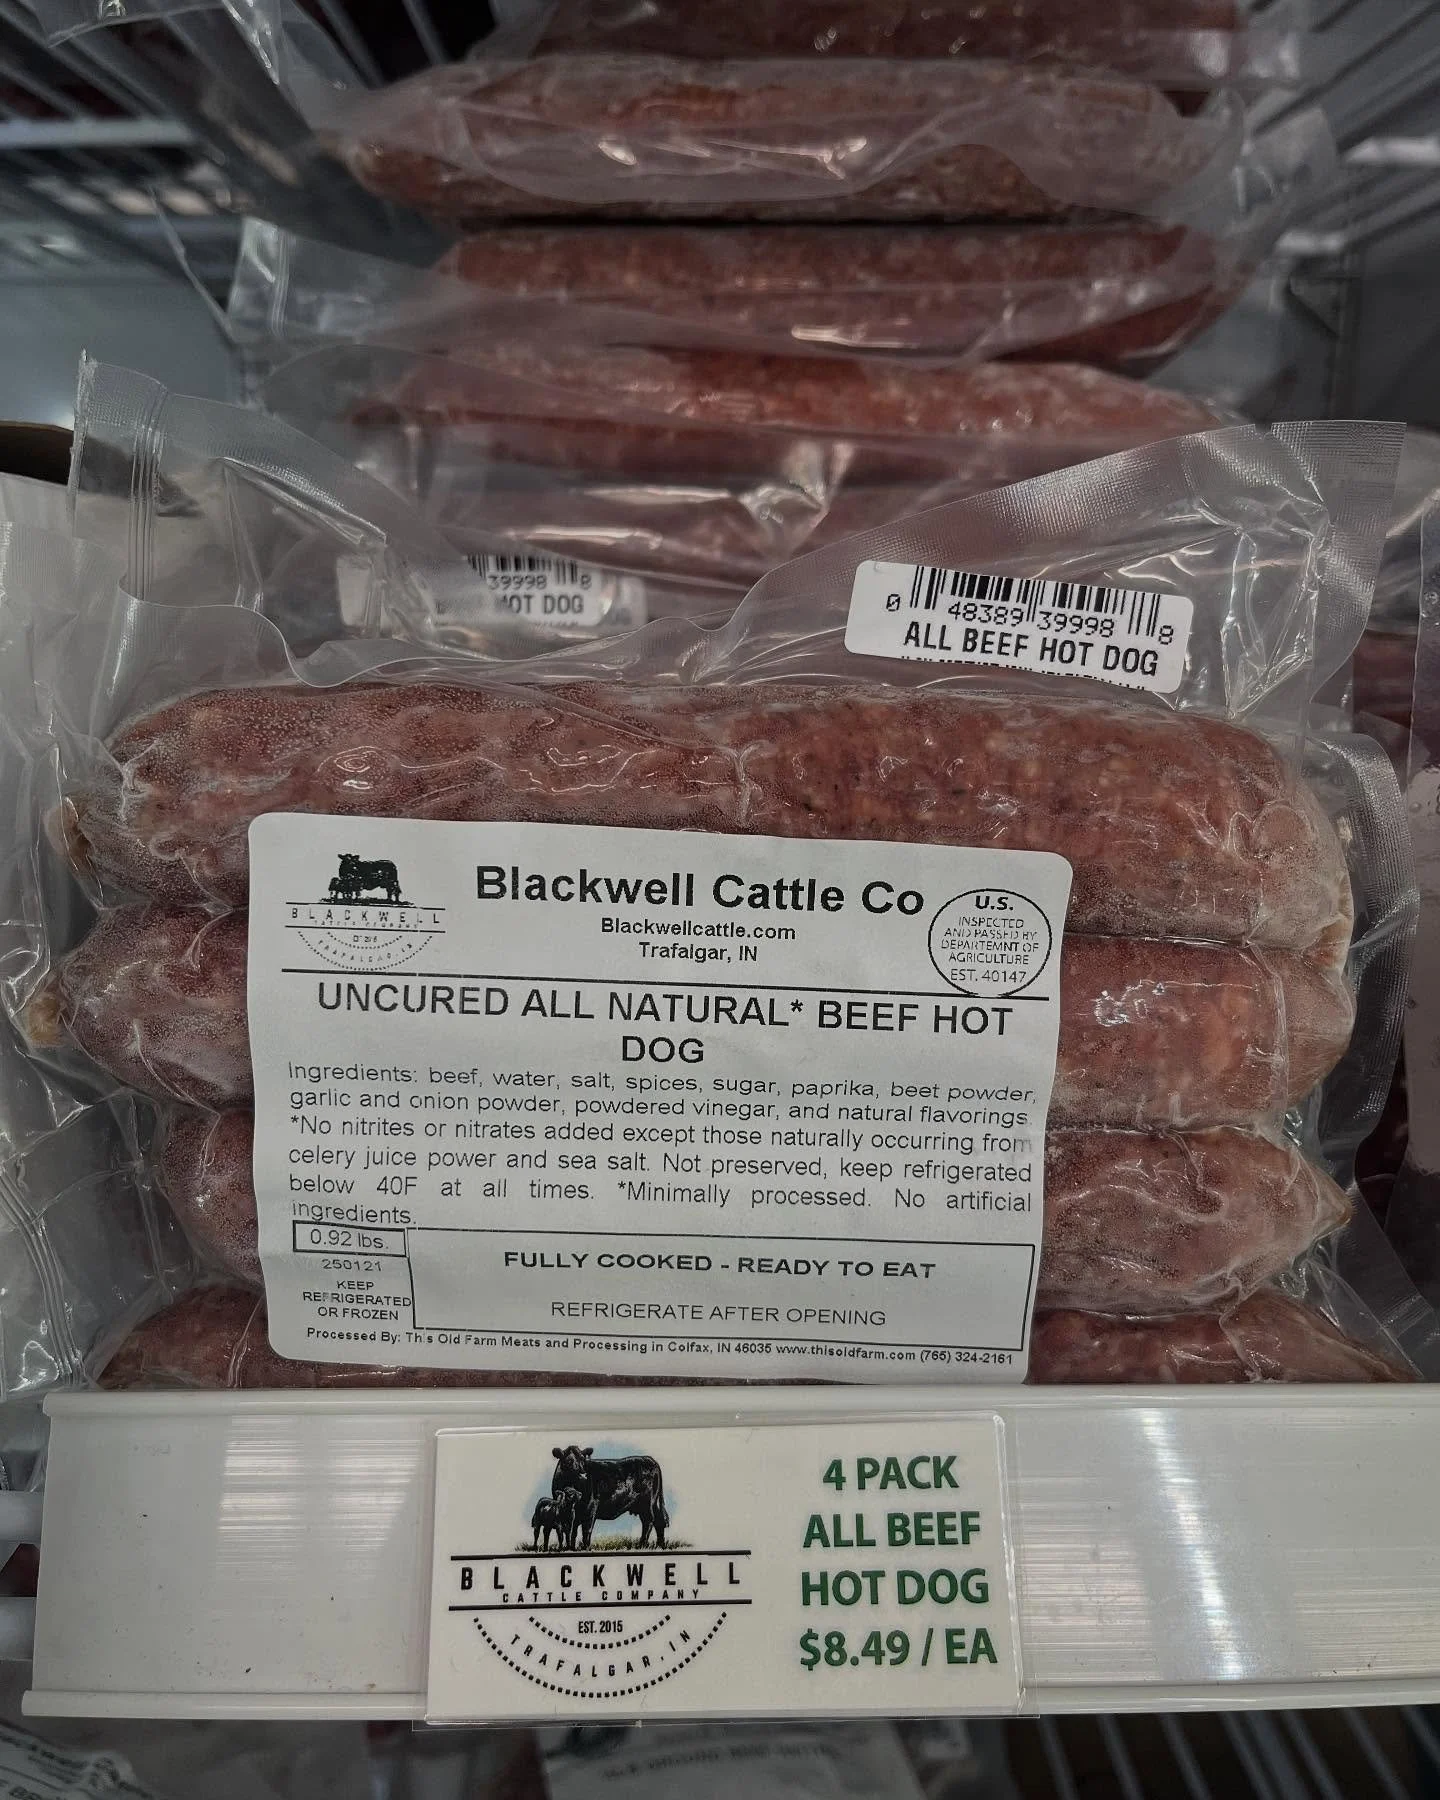 39998 8
HOT DOG
0 48389 39998 8
ALL BEEF HOT DOG
BLACKWELL
TRAFALGAR, IN
Blackwell Cattle Co
Blackwellcattle.com
Trafalgar, IN
U.S.
INSPECTED
AND PASSED BY
DEPARTEMNT OF
AGRICULTURE
EST. 40147
UNCURED ALL NATURAL* BEEF HOT
DOG
Ingredients: beef, water, salt, spices, sugar, paprika, beet powder,
garlic and onion powder, powdered vinegar, and natural flavorings.
*No nitrites or nitrates added except those naturally occurring from
celery juice power and sea salt. Not preserved, keep refrigerated
below 40F at all times. *Minimally processed. No artificial
ingredients.
0.92 lbs.
250121
KEEP
REFRIGERATED
OR FROZEN
FULLY COOKED - READY TO EAT
REFRIGERATE AFTER OPENING
Processed By: This Old Farm Meats and Processing in Colfax, IN 46035 www.thisoldfarm.com (765) 324-2161
BLACKWELL
CATTLE COMPANY
EST. 2015
TRAFALGAR, IN
4 PACK
ALL BEEF
HOT DOG
$8.49 / EA